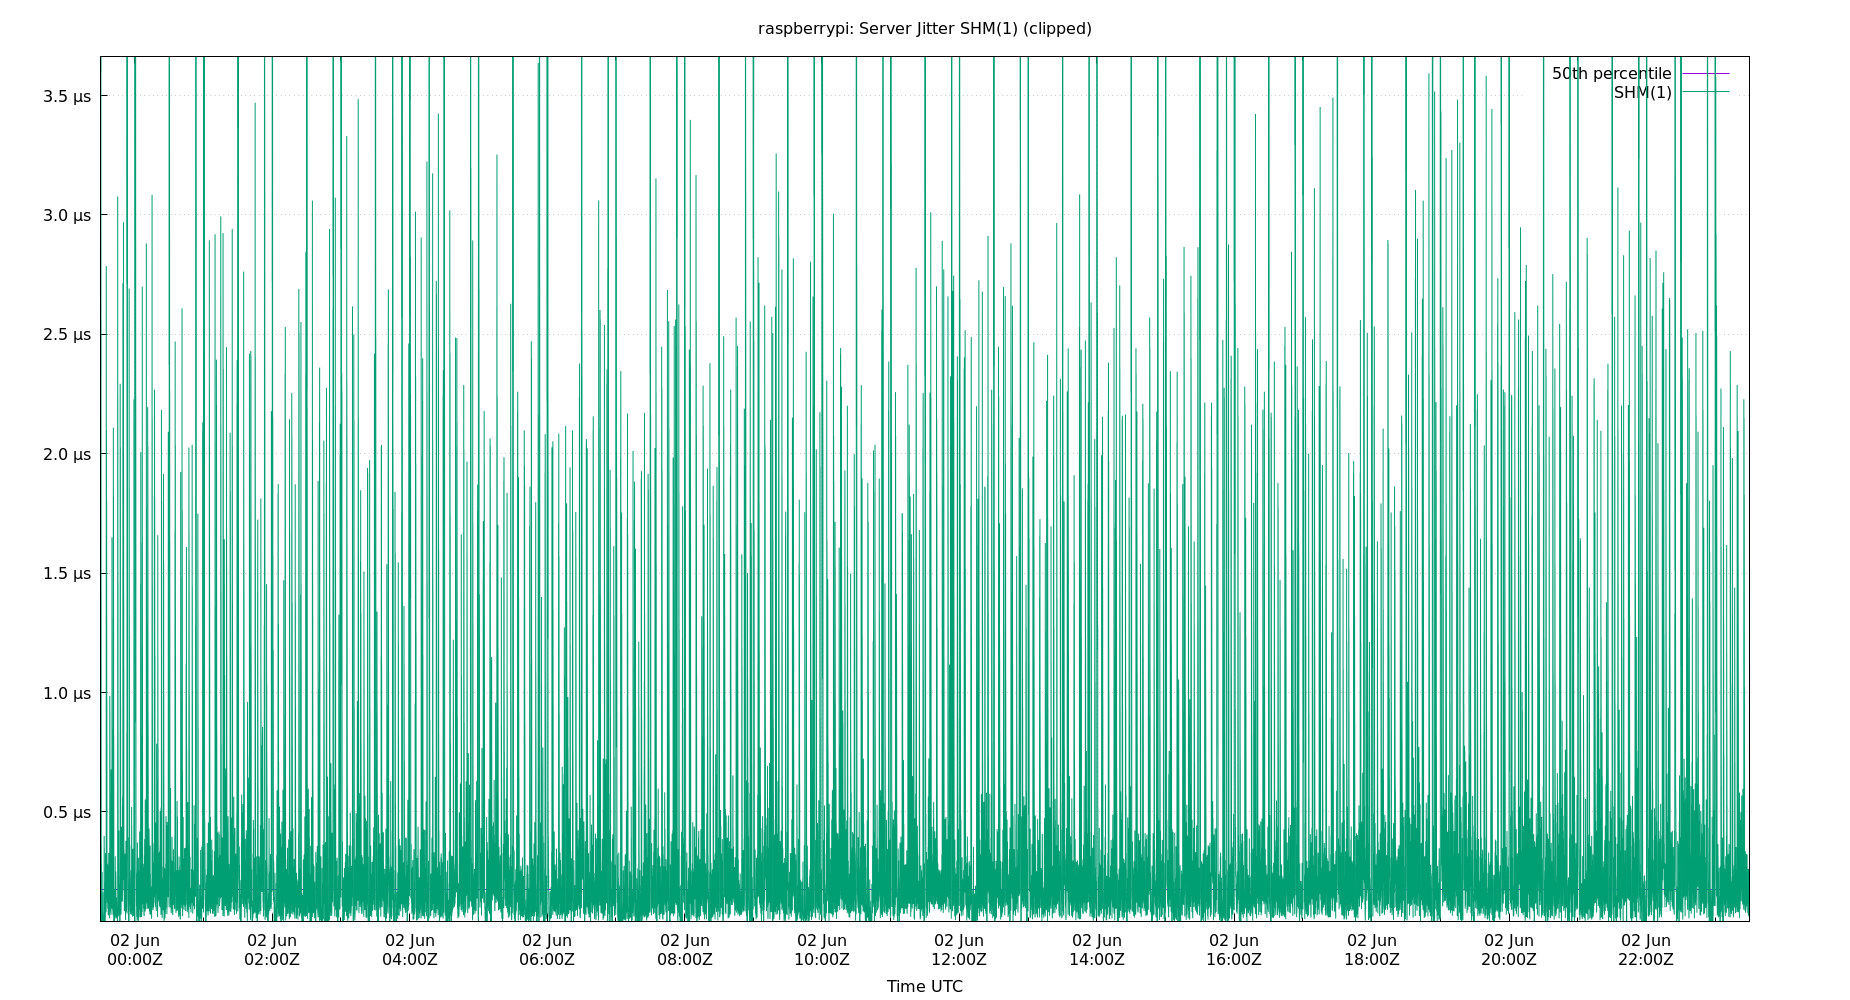 raspberrypi: Server Jitter SHM(1) (clipped)
50th percentile
SHM(1)
3.5 µs
3.0 µs
2.5 µs
2.0 µs
1.5 µs
1.0 µs
0.5 µs
02 Jun 02 Jun 02 Jun 02 Jun 02 Jun 02 Jun 02 Jun 02 Jun 02 Jun 02 Jun 02 Jun 02 Jun
00:00Z 02:00Z 04:00Z 06:00Z 08:00Z 10:00Z 12:00Z 14:00Z 16:00Z 18:00Z 20:00Z 22:00Z
Time UTC